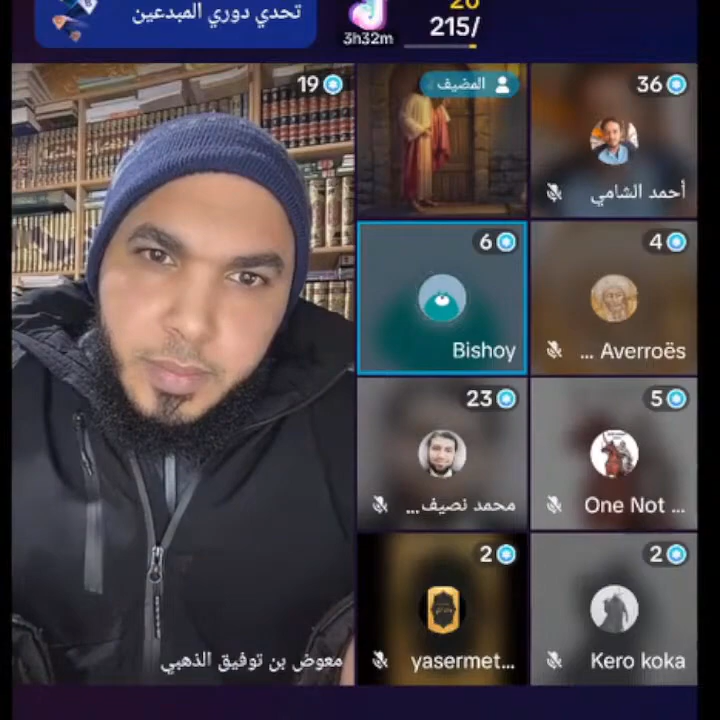 تحدي دوري المبدعين
3h32m
20
215/
19
المضيف
36
أحمد الشامي
6
Bishoy
4
... Averroës
23
محمد نصيف...
5
One Not ...
معوض بن توفيق الذهبي
2
yasermet...
2
Kero koka